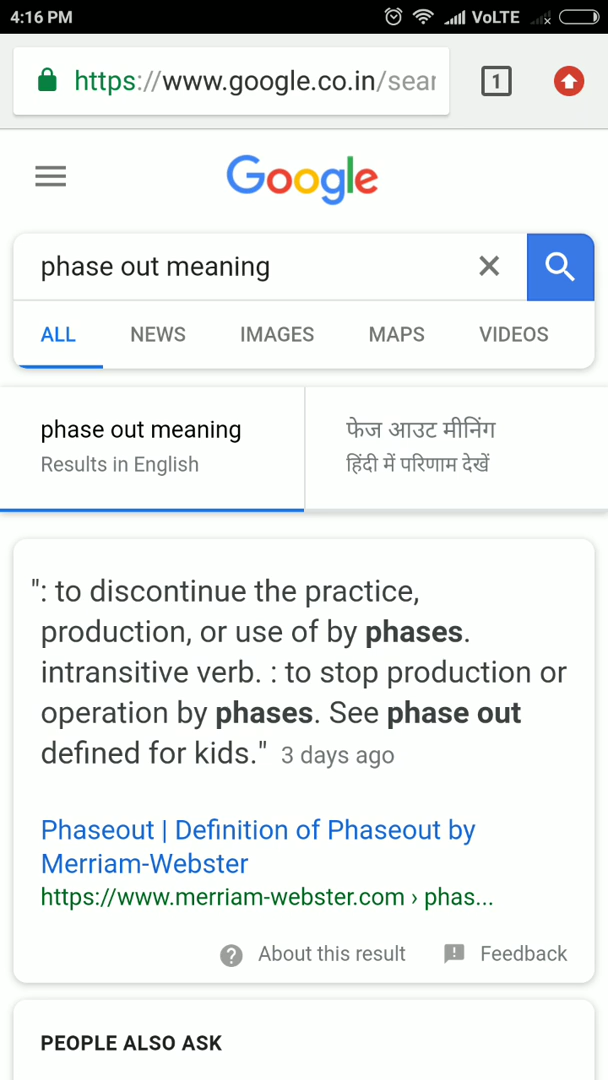 4:16 PM VoLTE
https://www.google.co.in/sear 1
Google
phase out meaning
ALL NEWS IMAGES MAPS VIDEOS
phase out meaning
Results in English
फेज आउट मीनिंग
हिंदी में परिणाम देखें
": to discontinue the practice,
production, or use of by phases.
intransitive verb. : to stop production or
operation by phases. See phase out
defined for kids." 3 days ago
Phaseout | Definition of Phaseout by
Merriam-Webster
https://www.merriam-webster.com › phas...
About this result Feedback
PEOPLE ALSO ASK